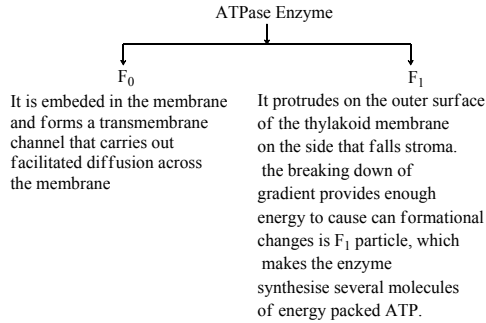 ATPase Enzyme
F0
It is embeded in the membrane
and forms a transmembrane
channel that carries out
facilitated diffusion across
the membrane
F1
It protrudes on the outer surface
of the thylakoid membrane
on the side that falls stroma.
the breaking down of
gradient provides enough
energy to cause can formational
changes is F1 particle, which
makes the enzyme
synthesise several molecules
of energy packed ATP.